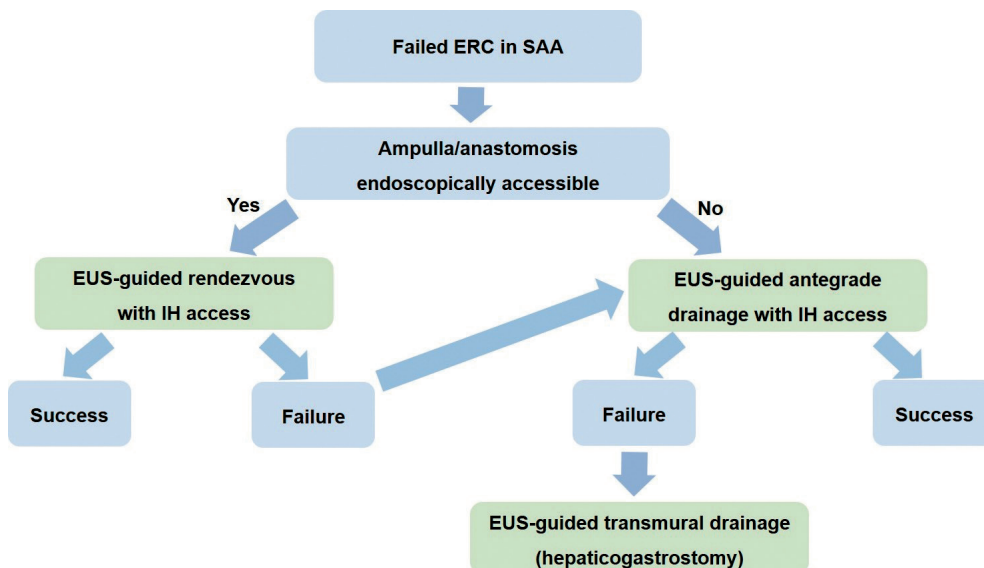 Failed ERC in SAA
Ampulla/anastomosis
endoscopically accessible
Yes
No
EUS-guided rendezvous
with IH access
EUS-guided antegrade
drainage with IH access
Success
Failure
Failure
Success
EUS-guided transmural drainage
(hepaticogastrostomy)